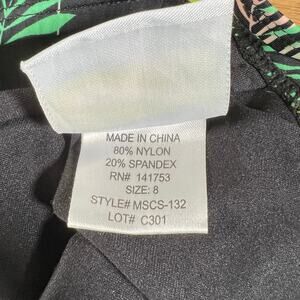 MADE IN CHINA
80% NYLON
20% SPANDEX
RN# 141753
SIZE: 8
STYLE# MSCS-132
LOT# C301